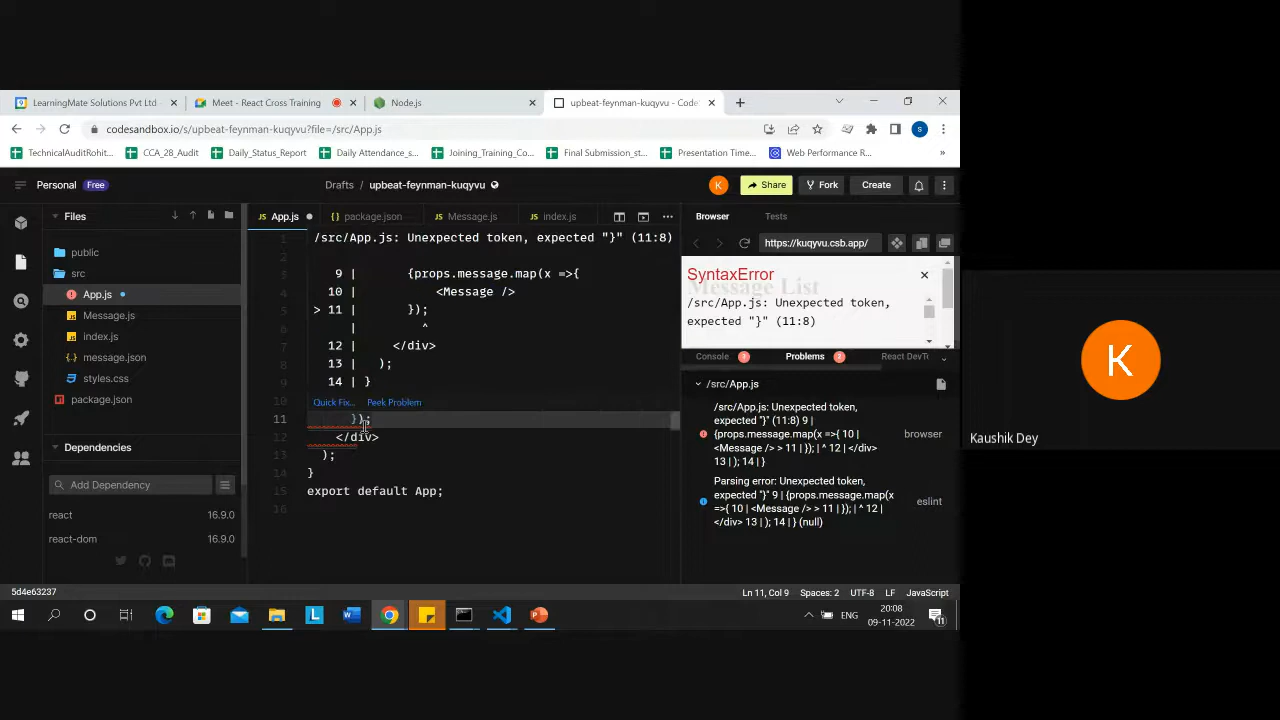 LearningMate Solutions Pvt Ltd -
Meet - React Cross Training
Node.js
upbeat-feynman-kuqyvu - Code
codesandbox.io/s/upbeat-feynman-kuqyvu?file=/src/App.js
S
TechnicalAuditRohit...
CCA_28_Audit
Daily_Status_Report
Daily Attendance_s...
Joining_Training_Co...
Final Submission_st...
Presentation Time...
Web Performance R...
»
Personal Free
Drafts / upbeat-feynman-kuqyvu
K
Share
Fork
Create
Files
public
src
App.js
Message.js
index.js
message.json
styles.css
package.json
Dependencies
Add Dependency
react 16.9.0
react-dom 16.9.0
JS App.js
{} package.json
JS Message.js
JS index.js
/src/App.js: Unexpected token, expected "}" (11:8)
9 | {props.message.map(x =>{
10 | <Message />
> 11 | });
| ^
12 | </div>
13 | );
14 | }
Quick Fix... Peek Problem
11 });
12 </div>
13 );
14 }
15 export default App;
16
Browser Tests
https://kuqyvu.csb.app/
Message List
SyntaxError
/src/App.js: Unexpected token,
expected "}" (11:8)
Console
Problems
React DevTo
/src/App.js
/src/App.js: Unexpected token,
expected "}" (11:8) 9 |
{props.message.map(x =>{ 10 |
<Message /> > 11 | }); | ^ 12 | </div>
13 | ); 14 | }
browser
Parsing error: Unexpected token,
expected "}" 9 | {props.message.map(x
=>{ 10 | <Message /> > 11 | }); | ^ 12 |
</div> 13 | ); 14 | } (null)
eslint
5d4e63237
Ln 11, Col 9 Spaces: 2 UTF-8 LF JavaScript
ENG
20:08
09-11-2022
K
Kaushik Dey